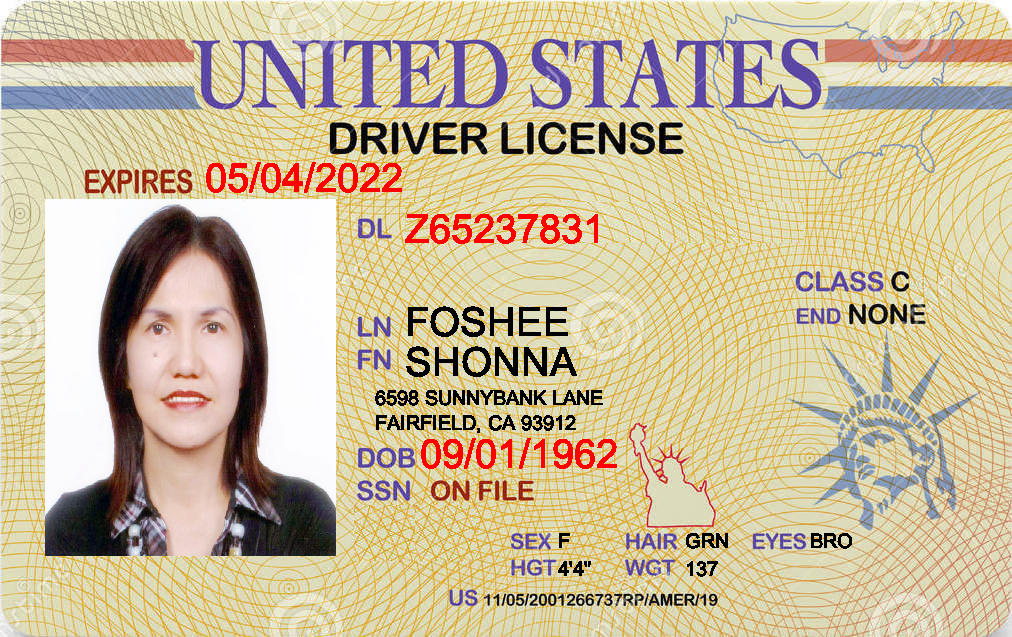 UNITED STATES
DRIVER LICENSE
EXPIRES 05/04/2022
DL Z65237831
CLASS C
END NONE
LN FOSHEE
FN SHONNA
6598 SUNNYBANK LANE
FAIRFIELD, CA 93912
DOB 09/01/1962
SSN ON FILE
SEX F HAIR GRN EYES BRO
HGT 4'4" WGT 137
US 11/05/2001266737RP/AMER/19